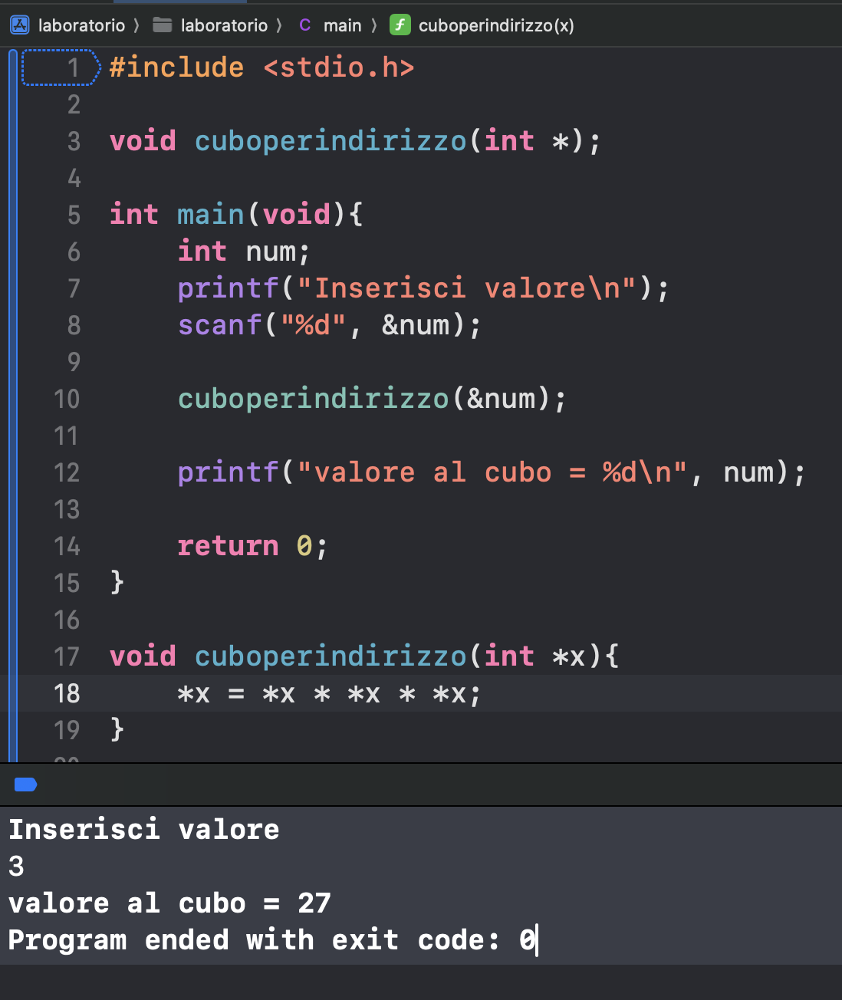 laboratorio 〉 laboratorio 〉 C main 〉 f cuboperindirizzo(x)
1 #include <stdio.h>
2
3 void cuboperindirizzo(int *);
4
5 int main(void){
6 int num;
7 printf("Inserisci valore\n");
8 scanf("%d", &num);
9
10 cuboperindirizzo(&num);
11
12 printf("valore al cubo = %d\n", num);
13
14 return 0;
15 }
16
17 void cuboperindirizzo(int *x){
18 *x = *x * *x * *x;
19 }
20
Inserisci valore
3
valore al cubo = 27
Program ended with exit code: 0